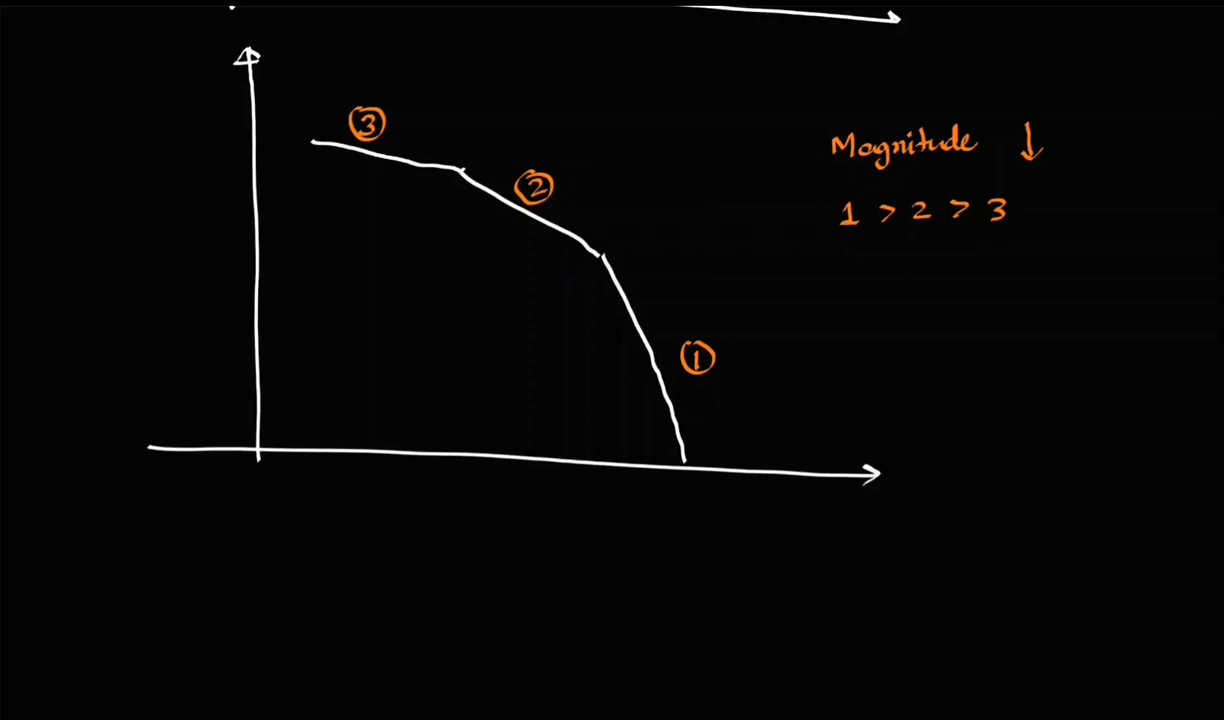 ③
Magnitude ↓
②
1 > 2 > 3
①